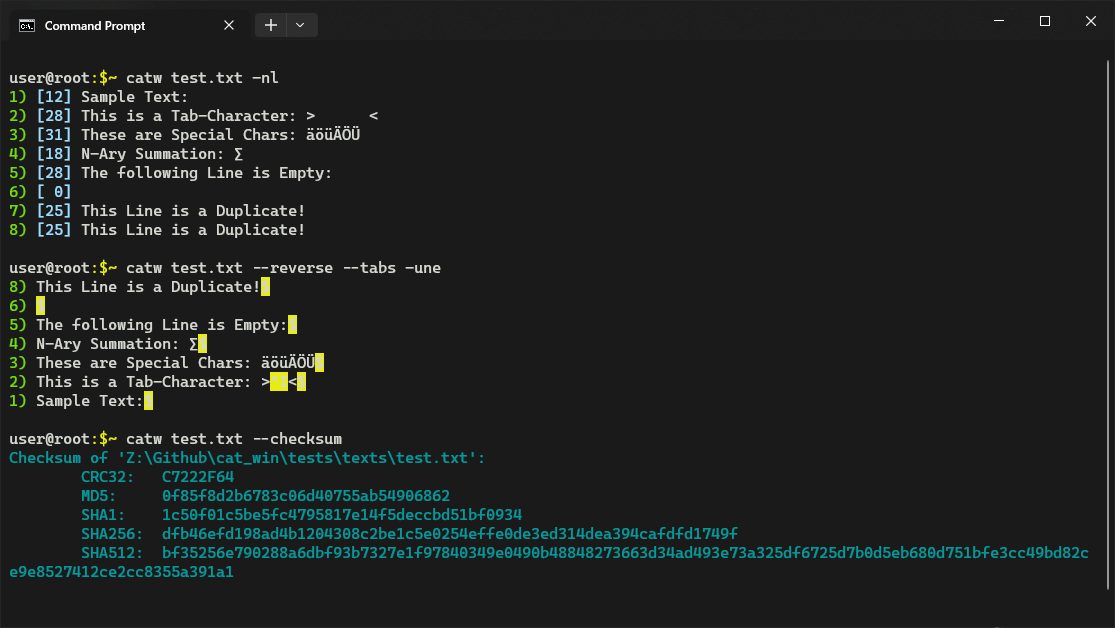 Command Prompt
user@root:$~ catw test.txt -nl
1) [12] Sample Text:
2) [28] This is a Tab-Character: >      <
3) [31] These are Special Chars: äöüÄÖÜ
4) [18] N-Ary Summation: ∑
5) [28] The following Line is Empty:
6) [ 0]
7) [25] This Line is a Duplicate!
8) [25] This Line is a Duplicate!
user@root:$~ catw test.txt --reverse --tabs -une
8) This Line is a Duplicate!$
6) $
5) The following Line is Empty:$
4) N-Ary Summation: ∑$
3) These are Special Chars: äöüÄÖÜ$
2) This is a Tab-Character: >^I<$
1) Sample Text:$
user@root:$~ catw test.txt --checksum
Checksum of 'Z:\Github\cat_win\tests\texts\test.txt':
        CRC32:   C7222F64
        MD5:     0f85f8d2b6783c06d40755ab54906862
        SHA1:    1c50f01c5be5fc4795817e14f5deccbd51bf0934
        SHA256:  dfb46efd198ad4b1204308c2be1c5e0254effe0de3ed314dea394cafdfd1749f
        SHA512:  bf35256e790288a6dbf93b7327e1f97840349e0490b48848273663d34ad493e73a325df6725d7b0d5eb680d751bfe3cc49bd82c
e9e8527412ce2cc8355a391a1